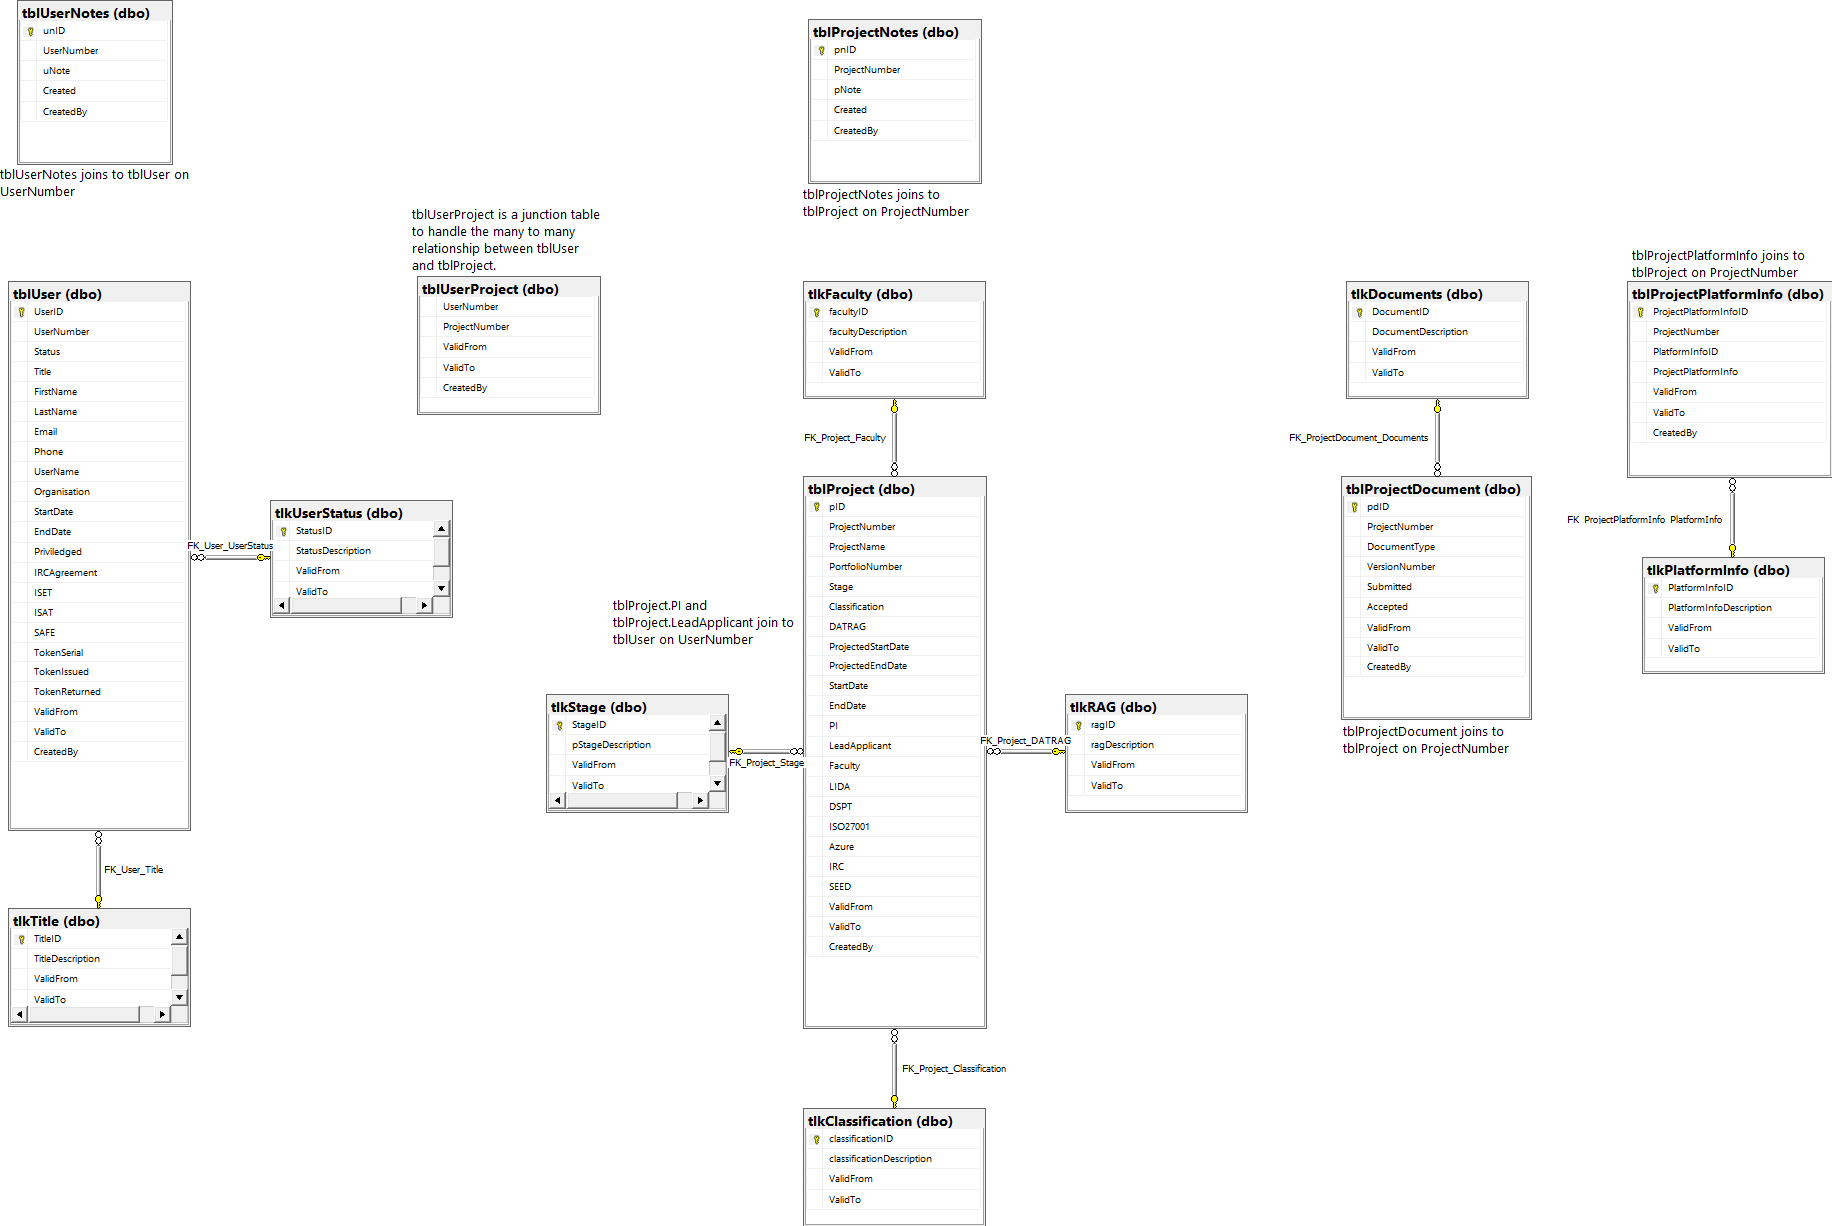 tblUserNotes (dbo)
unID
UserNumber
uNote
Created
CreatedBy
tblUserNotes joins to tblUser on
UserNumber
tblProjectNotes (dbo)
pnID
ProjectNumber
pNote
Created
CreatedBy
tblProjectNotes joins to
tblProject on ProjectNumber
tblUserProject is a junction table
to handle the many to many
relationship between tblUser
and tblProject.
tblUserProject (dbo)
UserNumber
ProjectNumber
ValidFrom
ValidTo
CreatedBy
tblUser (dbo)
UserID
UserNumber
Status
Title
FirstName
LastName
Email
Phone
UserName
Organisation
StartDate
EndDate
Priviledged
IRCAgreement
ISET
ISAT
SAFE
TokenSerial
TokenIssued
TokenReturned
ValidFrom
ValidTo
CreatedBy
FK_User_UserStatus
tlkUserStatus (dbo)
StatusID
StatusDescription
ValidFrom
ValidTo
FK_User_Title
tlkTitle (dbo)
TitleID
TitleDescription
ValidFrom
ValidTo
tlkFaculty (dbo)
facultyID
facultyDescription
ValidFrom
ValidTo
FK_Project_Faculty
tblProject (dbo)
pID
ProjectNumber
ProjectName
PortfolioNumber
Stage
Classification
DATRAG
ProjectedStartDate
ProjectedEndDate
StartDate
EndDate
PI
LeadApplicant
Faculty
LIDA
DSPT
ISO27001
Azure
IRC
SEED
ValidFrom
ValidTo
CreatedBy
tblProject.PI and
tblProject.LeadApplicant join to
tblUser on UserNumber
tlkStage (dbo)
StageID
pStageDescription
ValidFrom
ValidTo
FK_Project_Stage
FK_Project_DATRAG
tlkRAG (dbo)
ragID
ragDescription
ValidFrom
ValidTo
FK_Project_Classification
tlkClassification (dbo)
classificationID
classificationDescription
ValidFrom
ValidTo
tlkDocuments (dbo)
DocumentID
DocumentDescription
ValidFrom
ValidTo
FK_ProjectDocument_Documents
tblProjectDocument (dbo)
pdID
ProjectNumber
DocumentType
VersionNumber
Submitted
Accepted
ValidFrom
ValidTo
CreatedBy
tblProjectDocument joins to
tblProject on ProjectNumber
tblProjectPlatformInfo joins to
tblProject on ProjectNumber
tblProjectPlatformInfo (dbo)
ProjectPlatformInfoID
ProjectNumber
PlatformInfoID
ProjectPlatformInfo
ValidFrom
ValidTo
CreatedBy
FK_ProjectPlatformInfo_PlatformInfo
tlkPlatformInfo (dbo)
PlatformInfoID
PlatformInfoDescription
ValidFrom
ValidTo